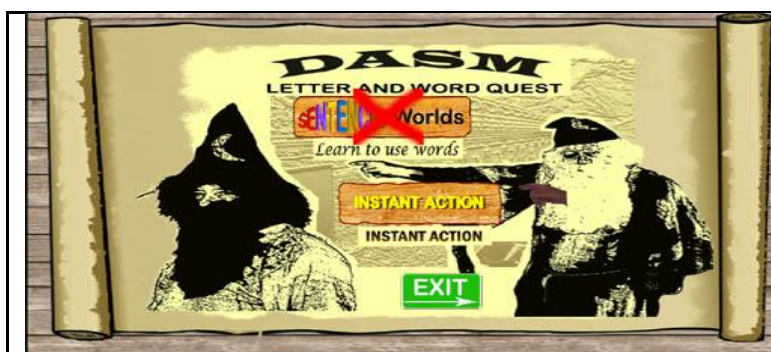 DASM
LETTER AND WORD QUEST
SENTENCE Worlds
Learn to use words
INSTANT ACTION
INSTANT ACTION
EXIT